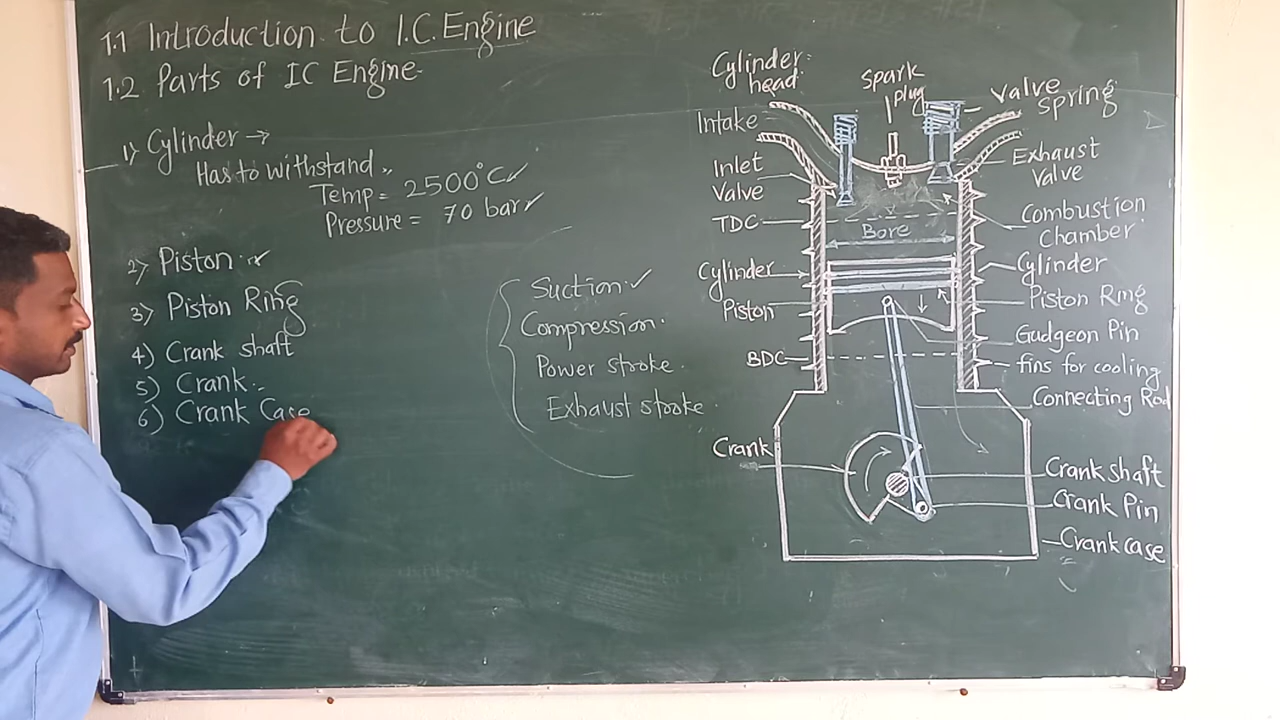 1.1 Introduction to I.C. Engine
1.2 Parts of IC Engine
1) Cylinder →
Has to withstand
Temp = 2500°C ✓
Pressure = 70 bar ✓
2) Piston
3) Piston Ring
4) Crank shaft
5) Crank
6) Crank Case
Suction ✓
Compression
Power stroke
Exhaust stroke
Cylinder head
Intake
Inlet Valve
TDC
Cylinder
Piston
BDC
Crank
Spark plug
Bore
Valve Spring
Exhaust Valve
Combustion Chamber
Cylinder
Piston Ring
Gudgeon Pin
fins for cooling
Connecting Rod
Crank shaft
Crank Pin
Crank case